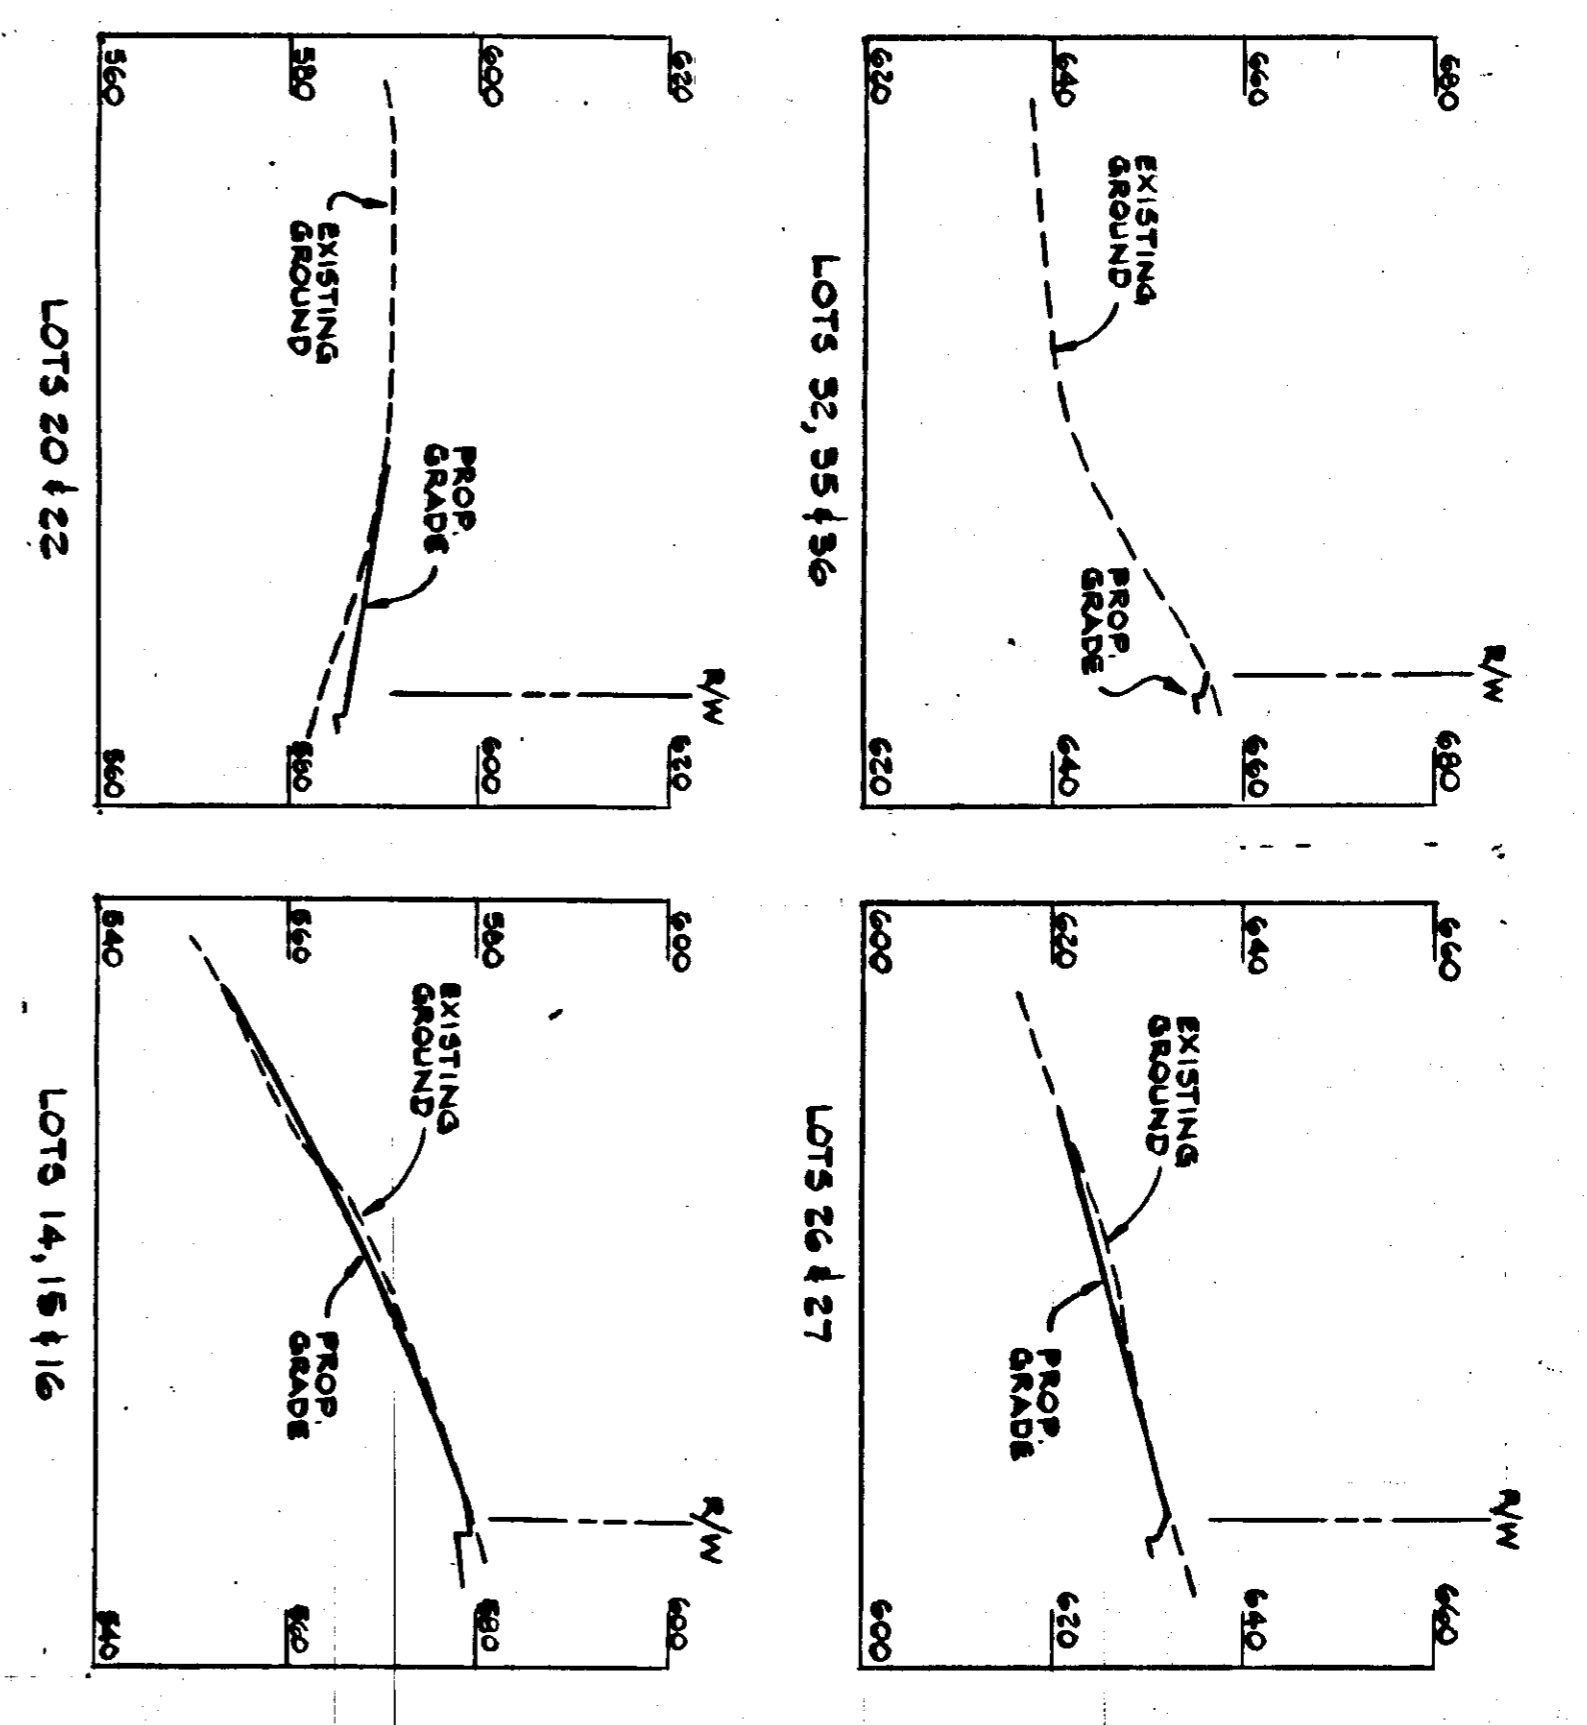 680
660
640
620
EXISTING
GROUND
PROP.
GRADE
R/W
680
660
640
620
LOTS 32, 35 & 36
660
640
620
600
EXISTING
GROUND
PROP.
GRADE
R/W
660
640
620
600
LOTS 26 & 27
620
600
580
560
EXISTING
GROUND
PROP.
GRADE
R/W
620
600
580
560
LOTS 20 & 22
600
580
560
540
EXISTING
GROUND
PROP.
GRADE
R/W
600
580
560
540
LOTS 14, 15 & 16